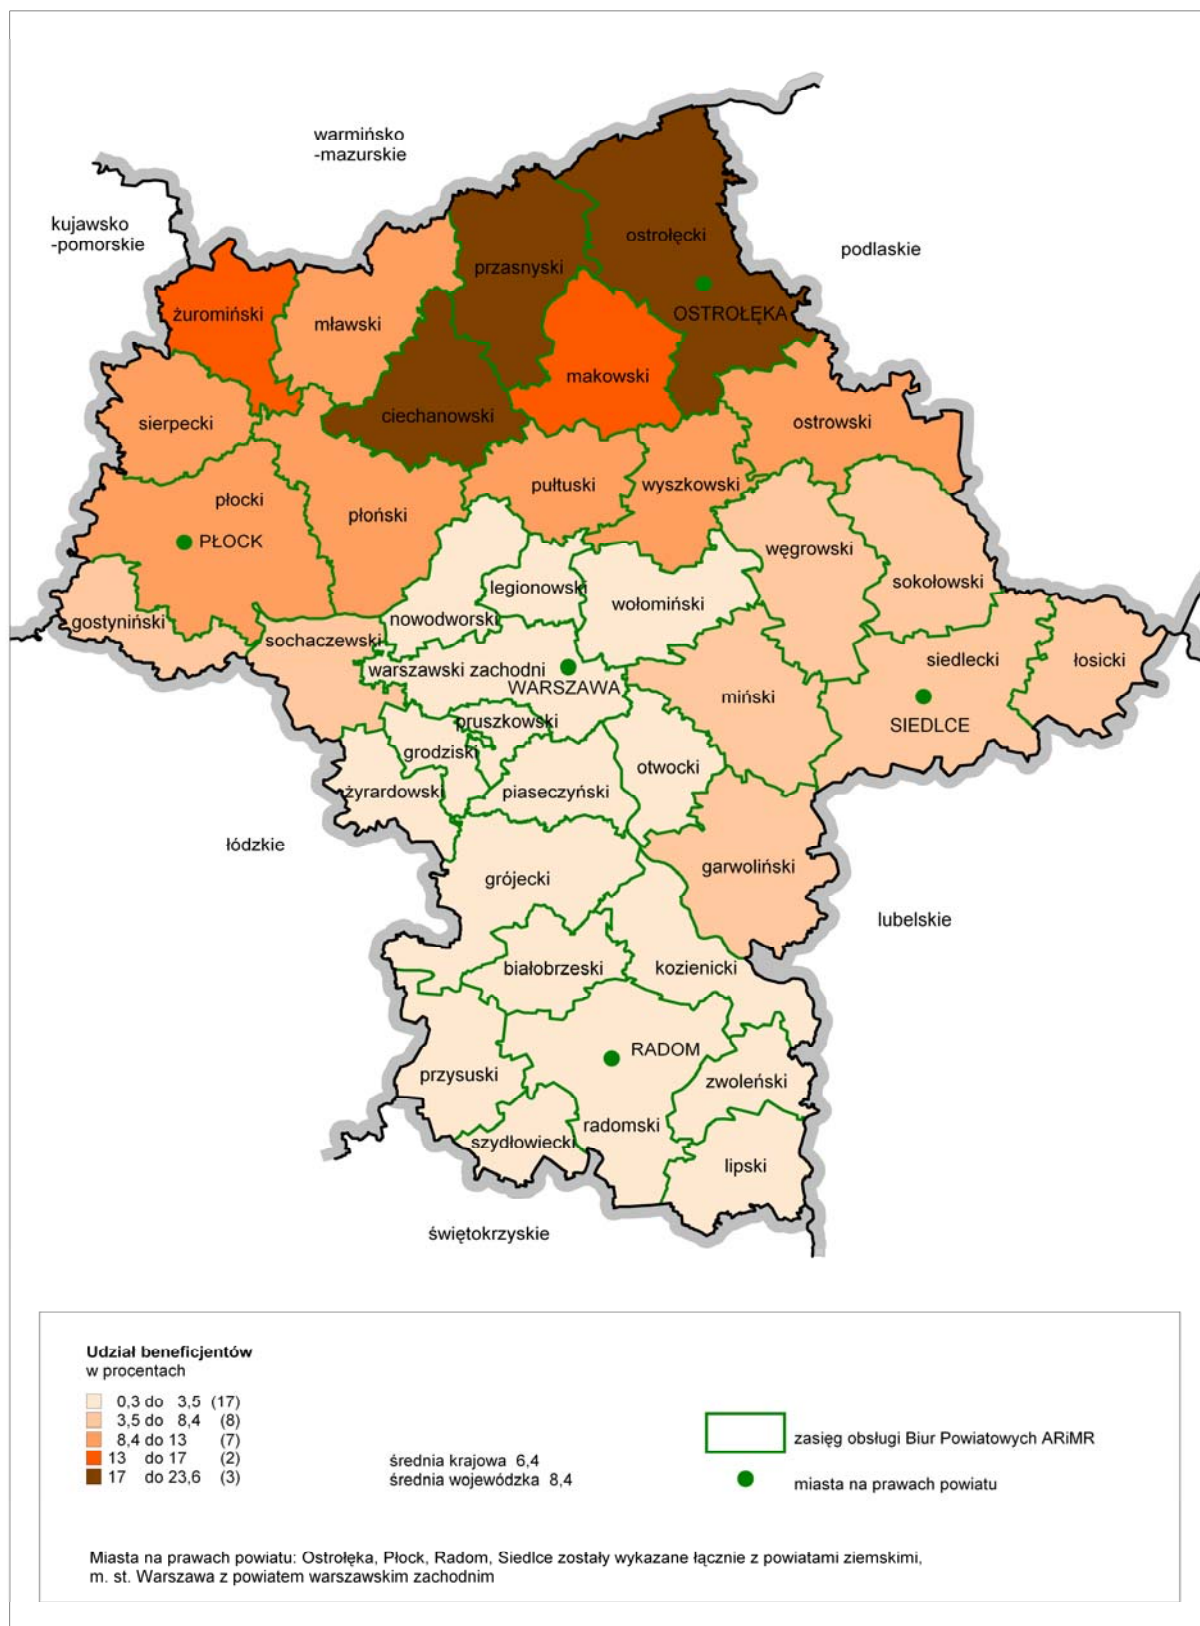 warmińsko
-mazurskie
kujawsko
-pomorskie
podlaskie
ostrołęcki
przasnyski
OSTROŁĘKA
żuromiński
mławski
makowski
ciechanowski
sierpecki
ostrowski
pułtuski
wyszkowski
płocki
płoński
PŁOCK
węgrowski
sokołowski
legionowski
wołomiński
nowodworski
gostyniński
sochaczewski
warszawski zachodni
WARSZAWA
siedlecki
łosicki
miński
SIEDLCE
pruszkowski
grodziski
otwocki
żyrardowski
piaseczyński
łódzkie
garwoliński
grójecki
lubelskie
białobrzeski
kozienicki
RADOM
przysuski
zwoleński
radomski
szydłowiecki
lipski
świętokrzyskie
Udział beneficjentów
w procentach
0,3 do 3,5 (17)
3,5 do 8,4 (8)
8,4 do 13 (7)
13 do 17 (2)
17 do 23,6 (3)
średnia krajowa 6,4
średnia wojewódzka 8,4
zasięg obsługi Biur Powiatowych ARiMR
miasta na prawach powiatu
Miasta na prawach powiatu: Ostrołęka, Płock, Radom, Siedlce zostały wykazane łącznie z powiatami ziemskimi,
m. st. Warszawa z powiatem warszawskim zachodnim